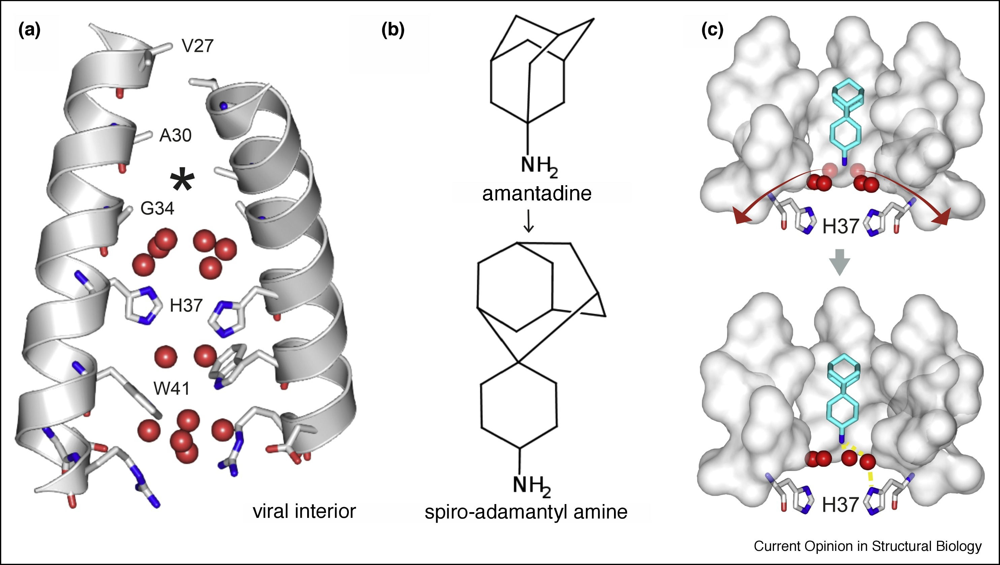 (a)
V27
A30
*
G34
H37
W41
viral interior
(b)
NH2
amantadine
NH2
spiro-adamantyl amine
(c)
H37
H37
Current Opinion in Structural Biology